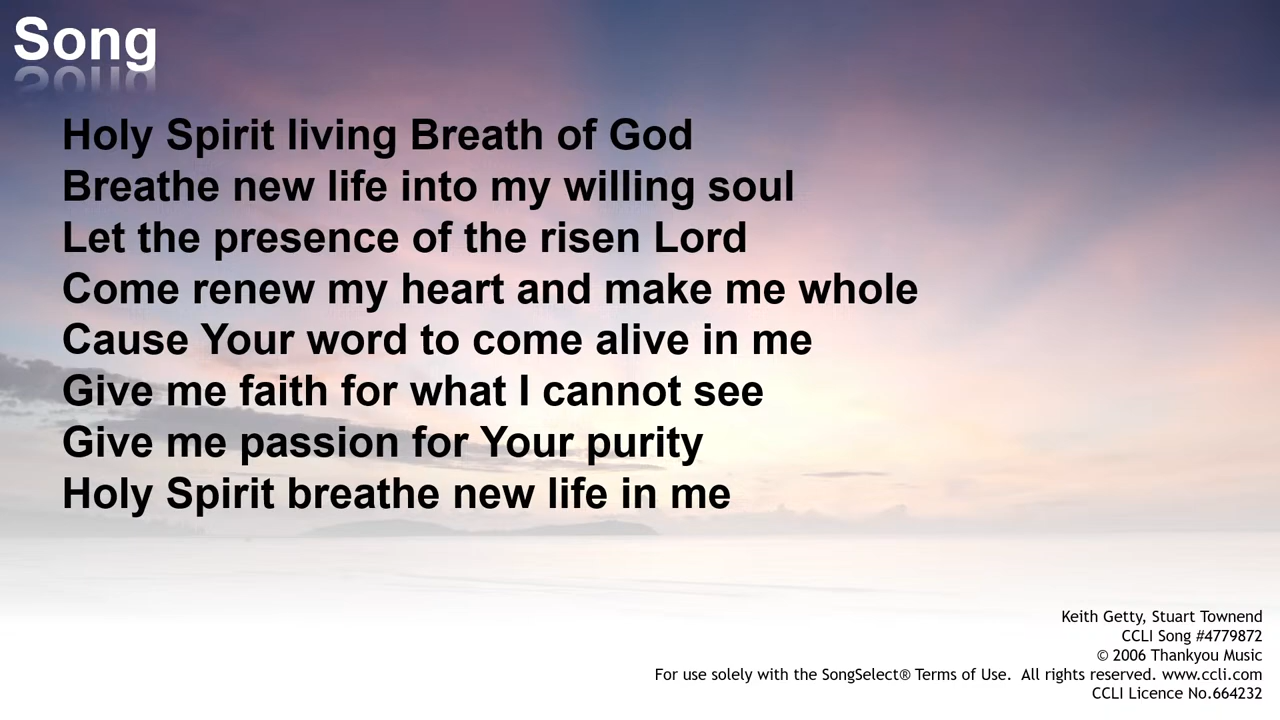 Song
Holy Spirit living Breath of God
Breathe new life into my willing soul
Let the presence of the risen Lord
Come renew my heart and make me whole
Cause Your word to come alive in me
Give me faith for what I cannot see
Give me passion for Your purity
Holy Spirit breathe new life in me
Keith Getty, Stuart Townend
CCLI Song #4779872
© 2006 Thankyou Music
For use solely with the SongSelect® Terms of Use.  All rights reserved. www.ccli.com
CCLI Licence No.664232